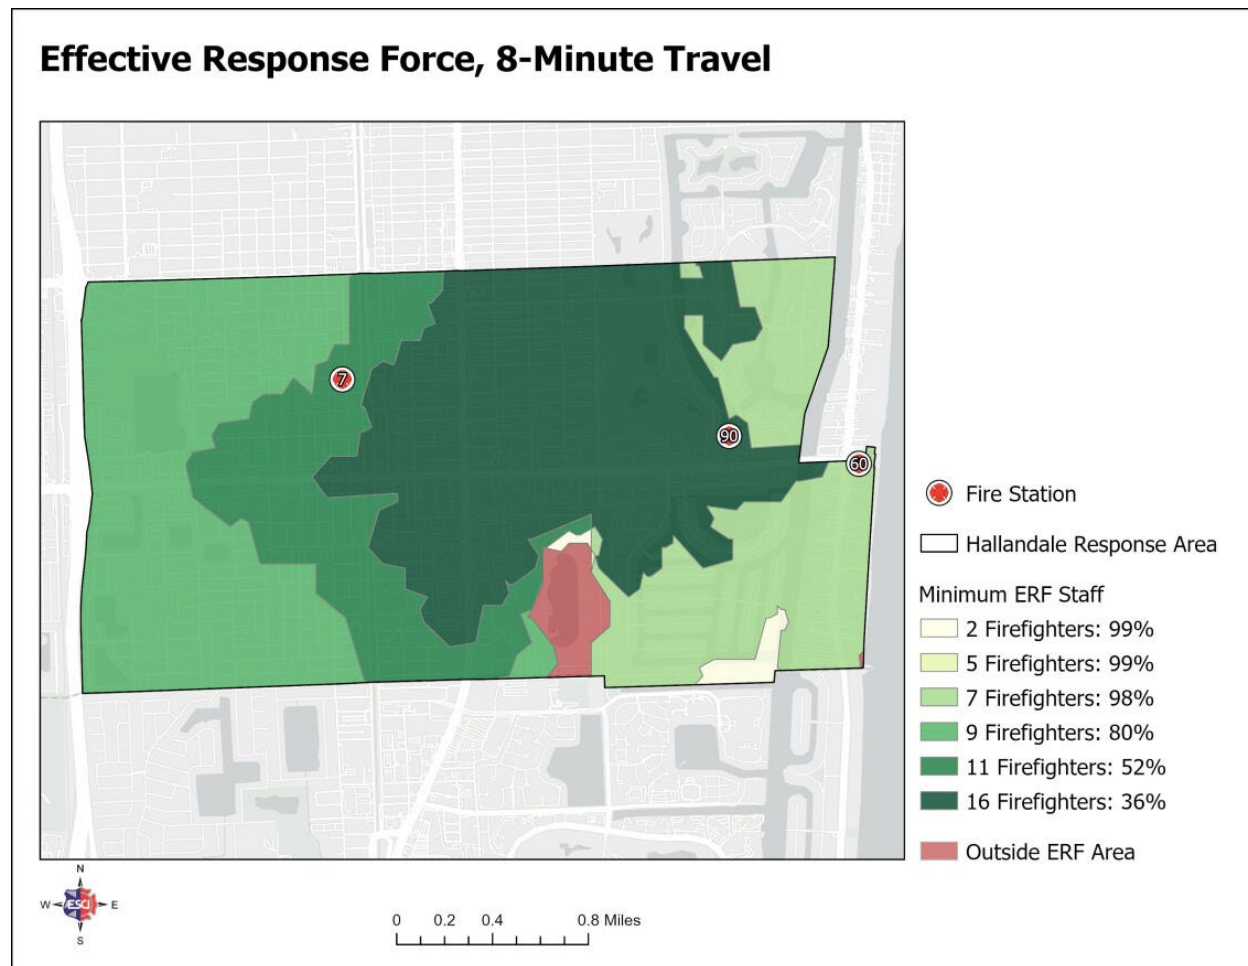 Effective Response Force, 8-Minute Travel
7
90
60
Fire Station
Hallandale Response Area
Minimum ERF Staff
2 Firefighters: 99%
5 Firefighters: 99%
7 Firefighters: 98%
9 Firefighters: 80%
11 Firefighters: 52%
16 Firefighters: 36%
Outside ERF Area
N
W ESCI E
S
0 0.2 0.4 0.8 Miles